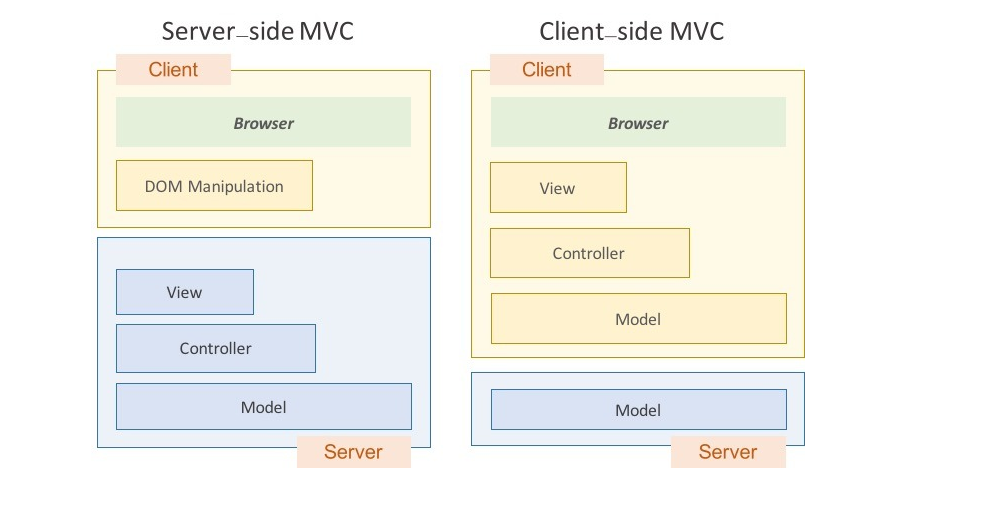 Server–side MVC
Client
Browser
DOM Manipulation
View
Controller
Model
Server
Client–side MVC
Client
Browser
View
Controller
Model
Model
Server